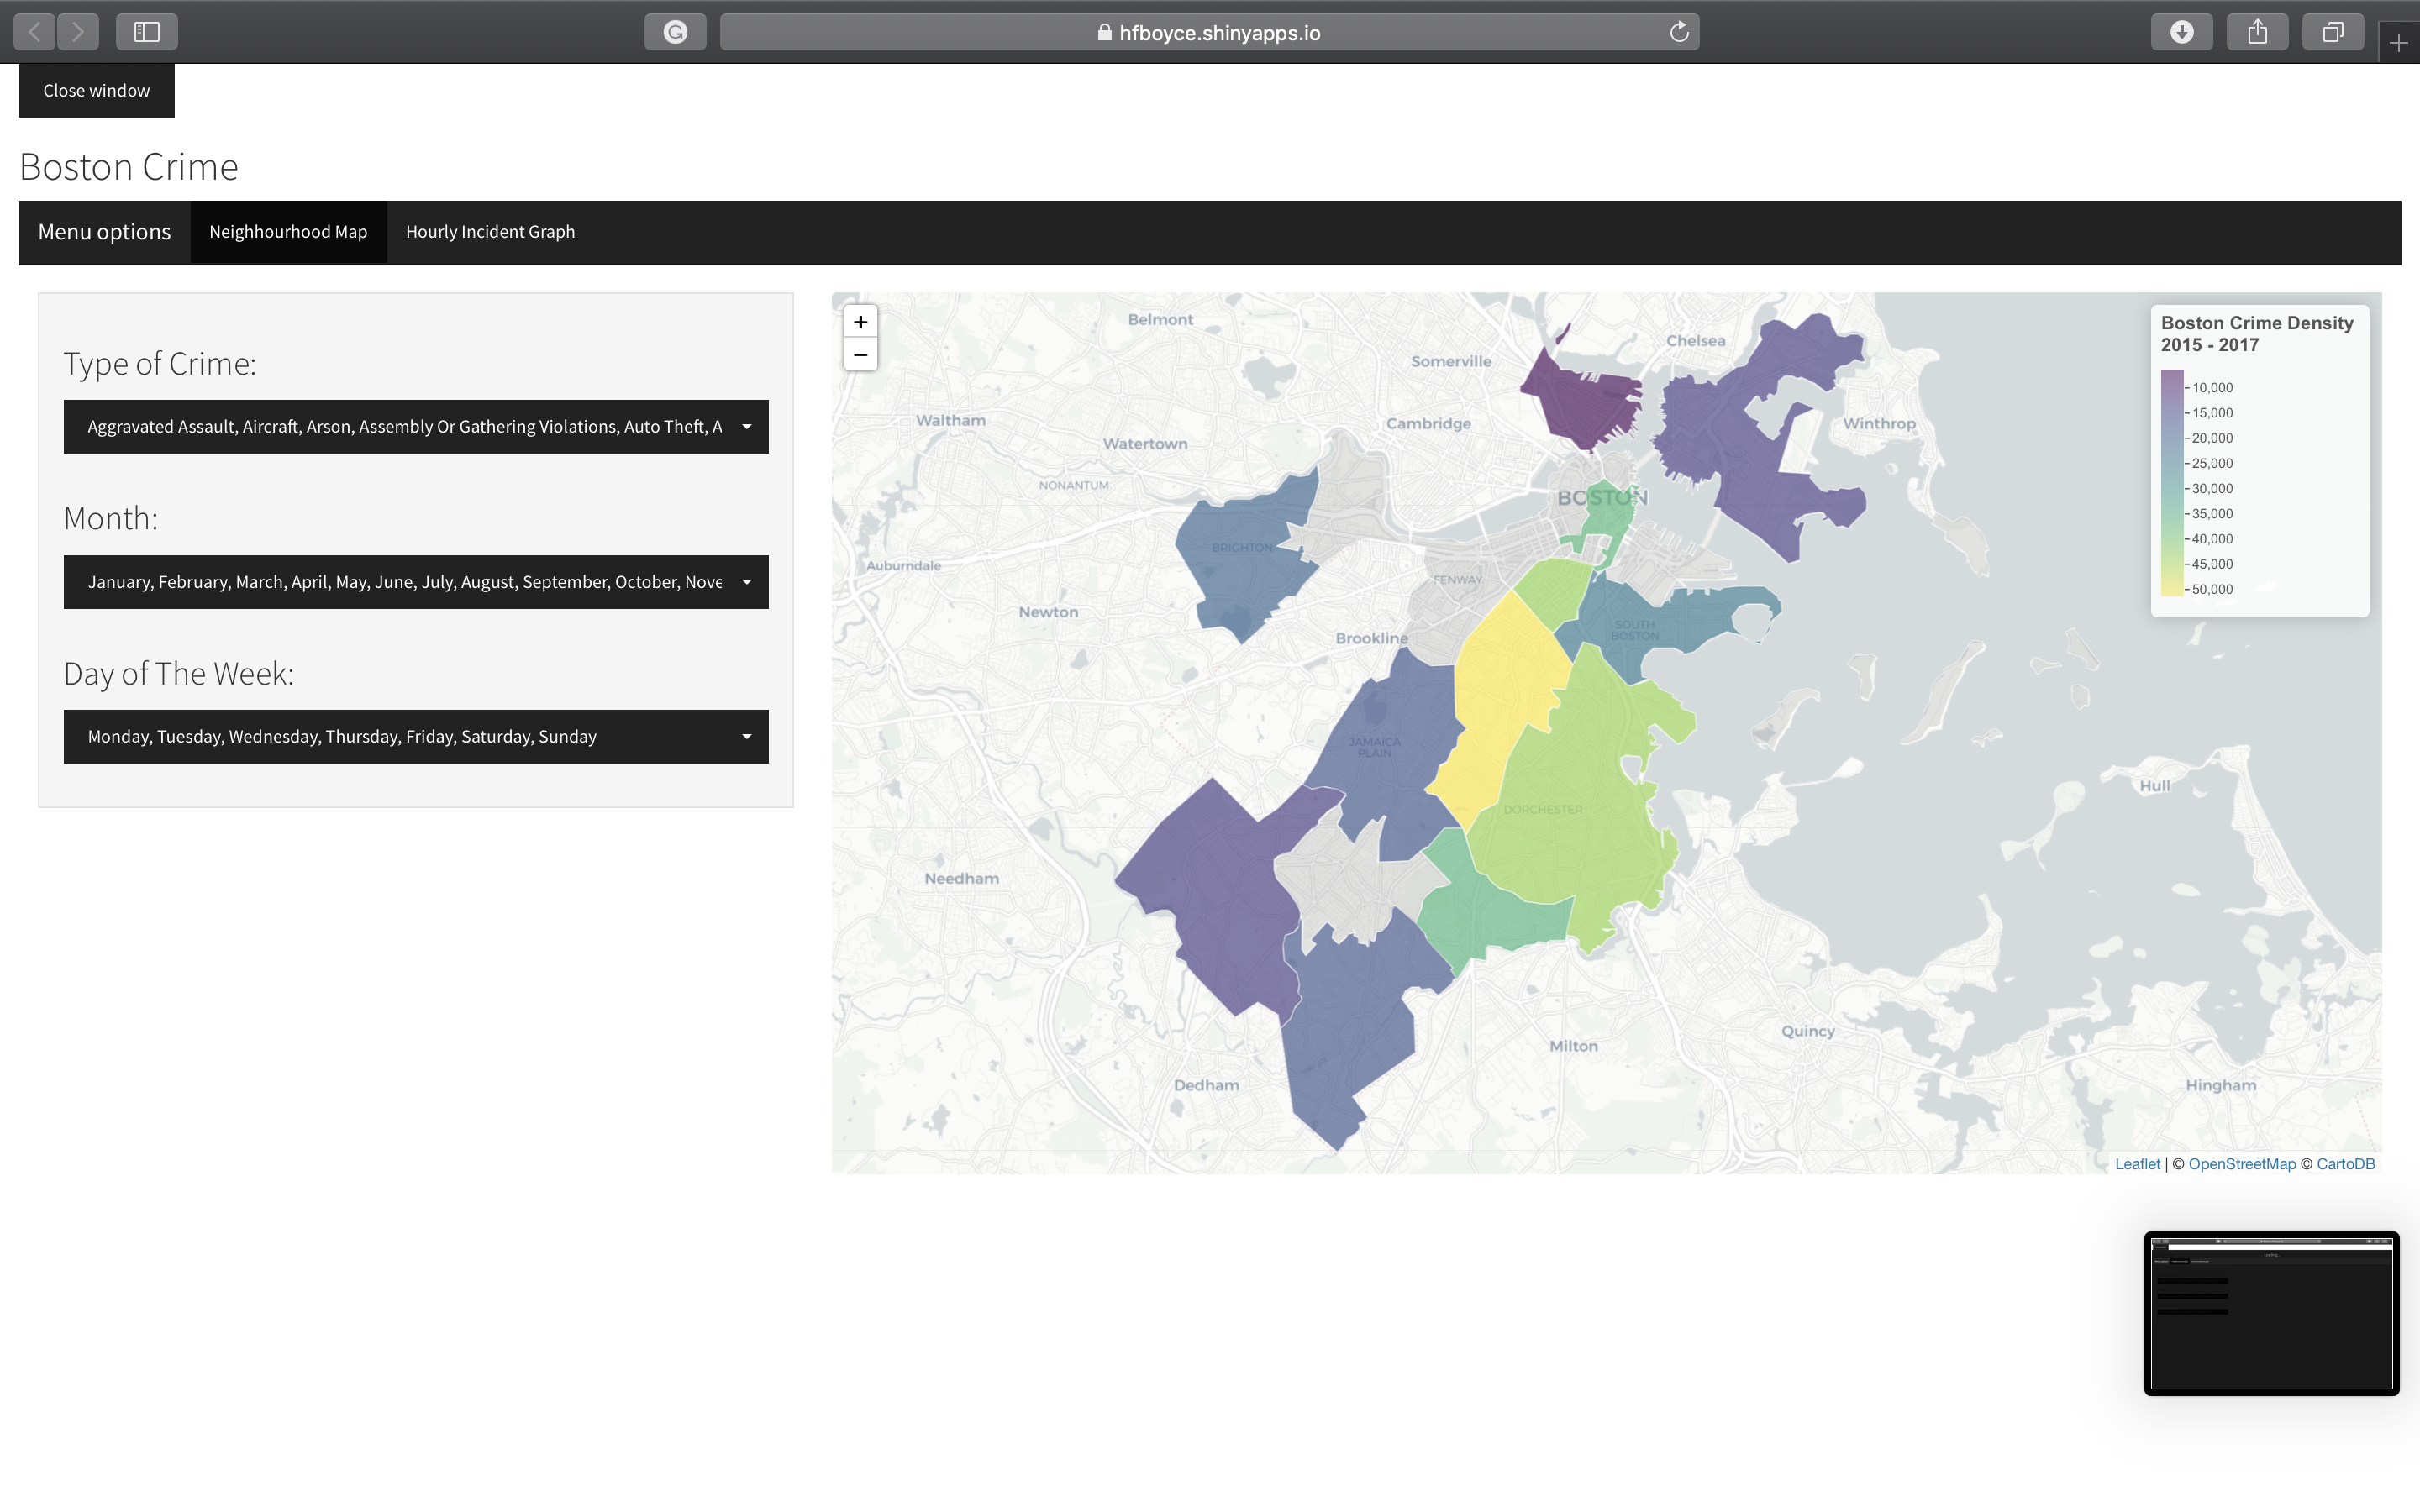 hfboyce.shinyapps.io
Close window
Boston Crime
Menu options
Neighhourhood Map
Hourly Incident Graph
Type of Crime:
Aggravated Assault, Aircraft, Arson, Assembly Or Gathering Violations, Auto Theft, A
Month:
January, February, March, April, May, June, July, August, September, October, Nove
Day of The Week:
Monday, Tuesday, Wednesday, Thursday, Friday, Saturday, Sunday
+
−
Boston Crime Density
2015 - 2017
10,000
15,000
20,000
25,000
30,000
35,000
40,000
45,000
50,000
Belmont
Chelsea
Somerville
Waltham
Cambridge
Winthrop
Watertown
NONANTUM
BOSTON
BRIGHTON
Auburndale
FENWAY
Newton
Brookline
SOUTH
BOSTON
JAMAICA
PLAIN
Hull
DORCHESTER
Needham
Quincy
Milton
Dedham
Hingham
Leaflet | © OpenStreetMap © CartoDB